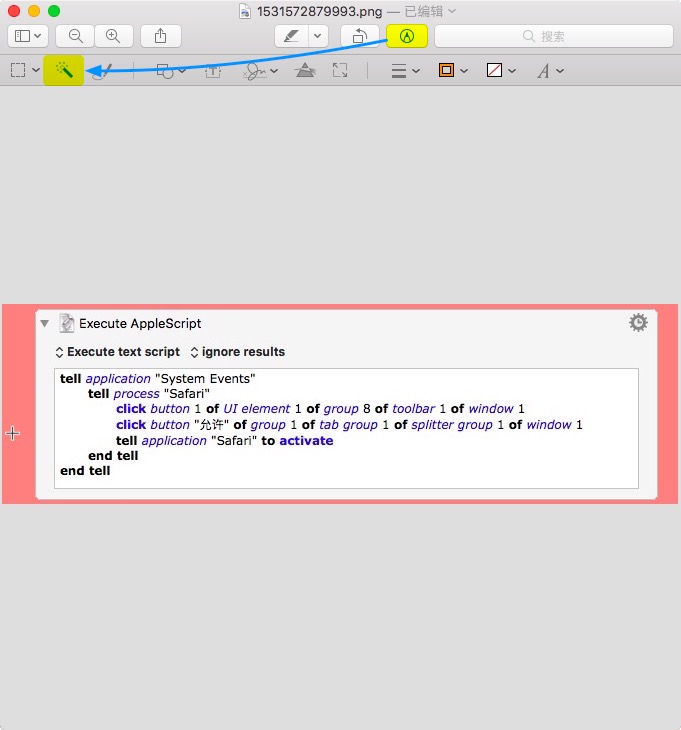 1531572879993.png — 已编辑
搜索
Execute AppleScript
Execute text script ignore results
tell application "System Events"
tell process "Safari"
click button 1 of UI element 1 of group 8 of toolbar 1 of window 1
click button "允许" of group 1 of tab group 1 of splitter group 1 of window 1
tell application "Safari" to activate
end tell
end tell